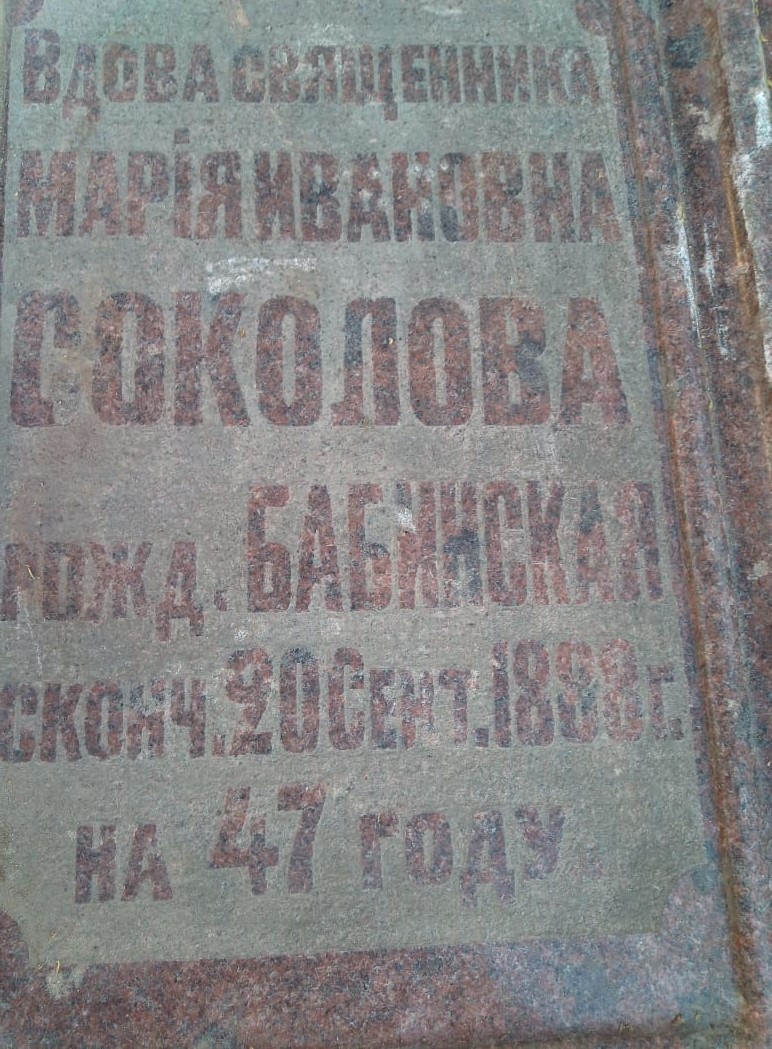 ВДОВА СВЯЩЕННИКА
МАРІЯ ИВАНОВНА
СОКОЛОВА
РОЖД. БАБИНСКАЯ
СКОНЧ. 20 СЕНТ. 1898 г.
НА 47 ГОДУ.